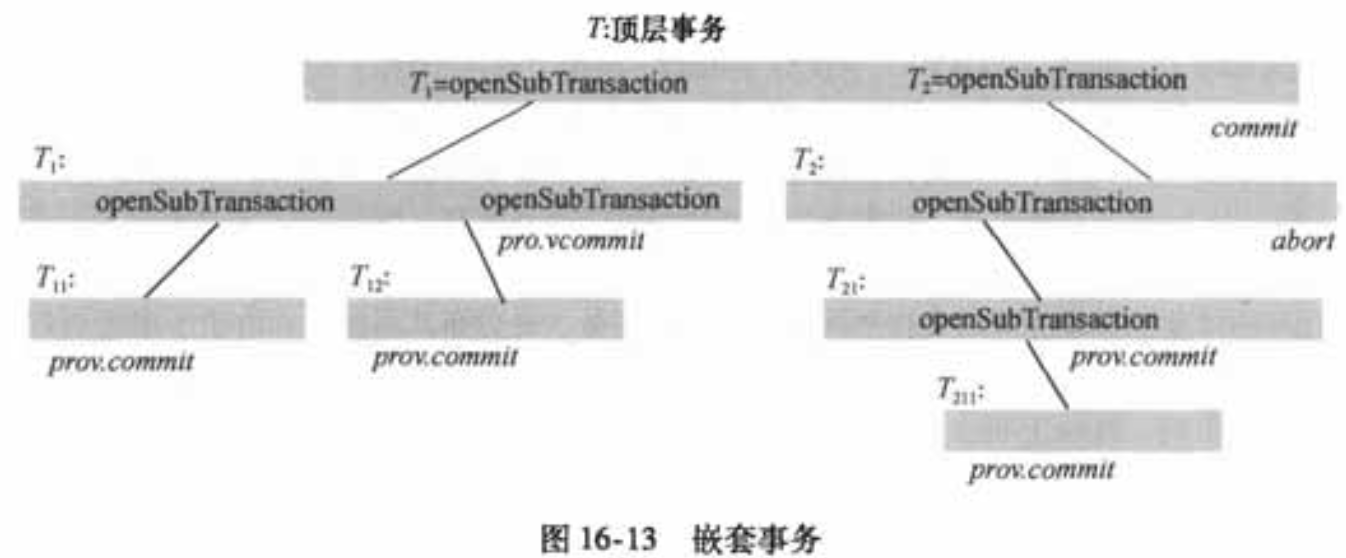 T:顶层事务
T₁=openSubTransaction T₂=openSubTransaction
commit
T₁: T₂:
openSubTransaction openSubTransaction openSubTransaction
pro.vcommit abort
T₁₁: T₁₂: T₂₁:
openSubTransaction
prov.commit prov.commit prov.commit
T₂₁₁:
prov.commit
图 16-13 嵌套事务